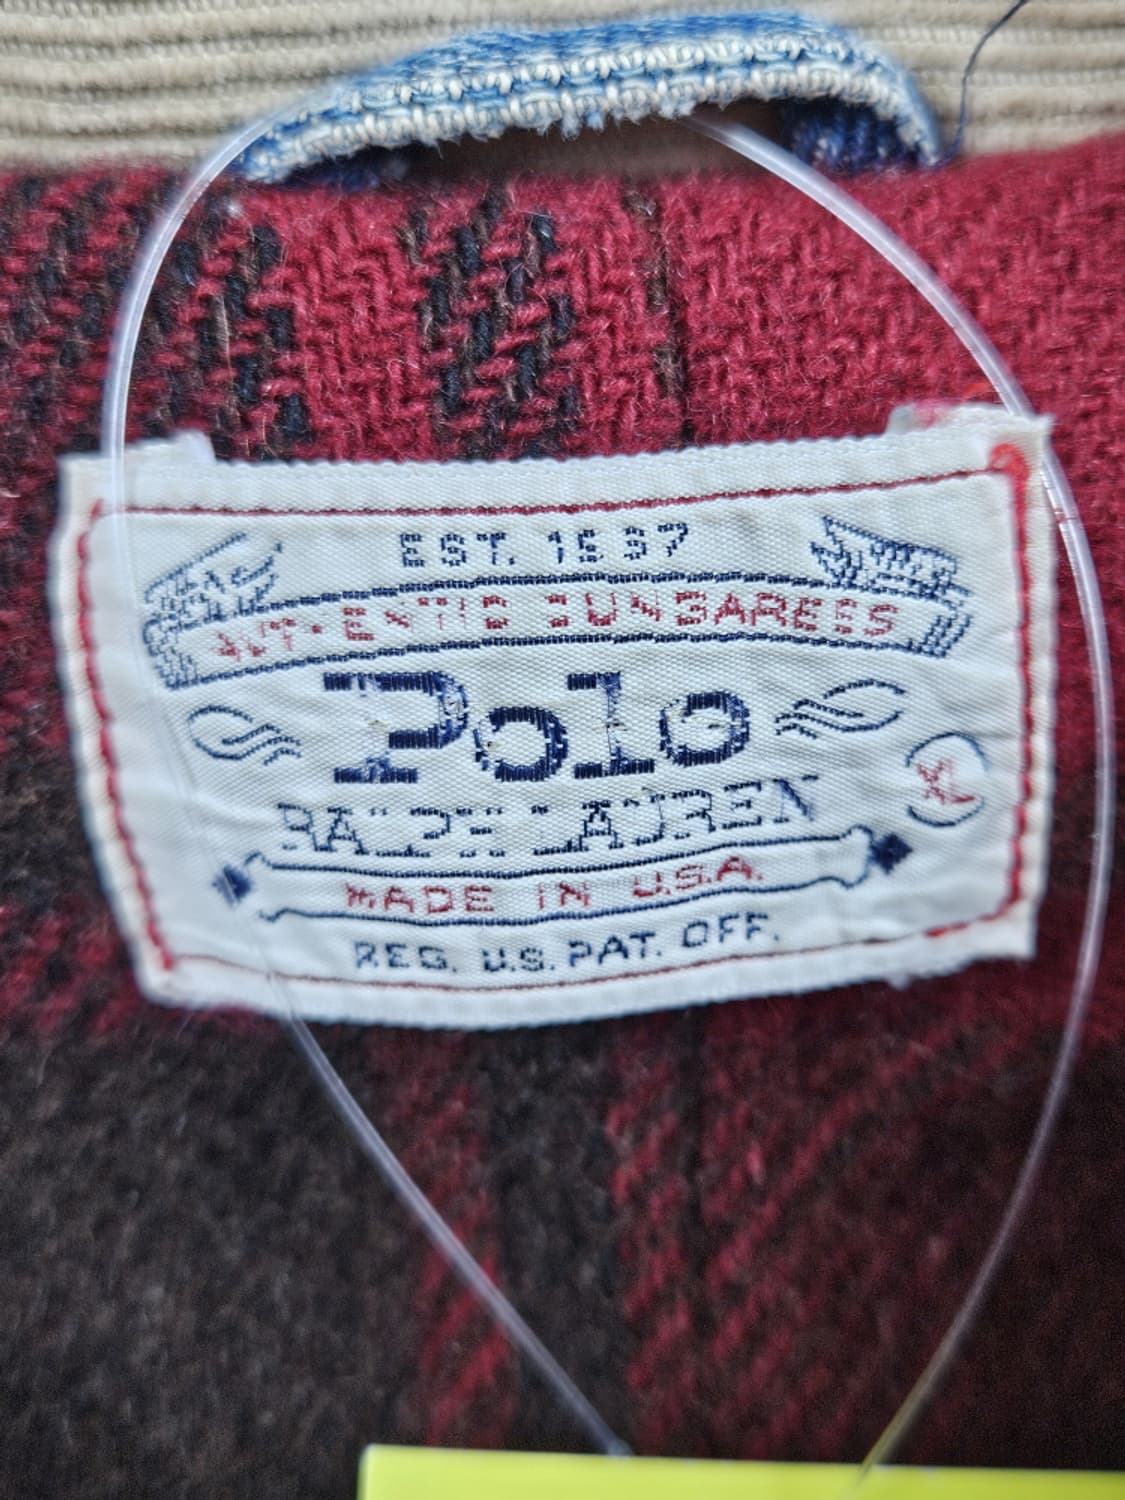 EST. 1967
AUTHENTIC DUNGAREES
Polo
RALPH LAUREN
XL
MADE IN U.S.A.
REG. U.S. PAT. OFF.